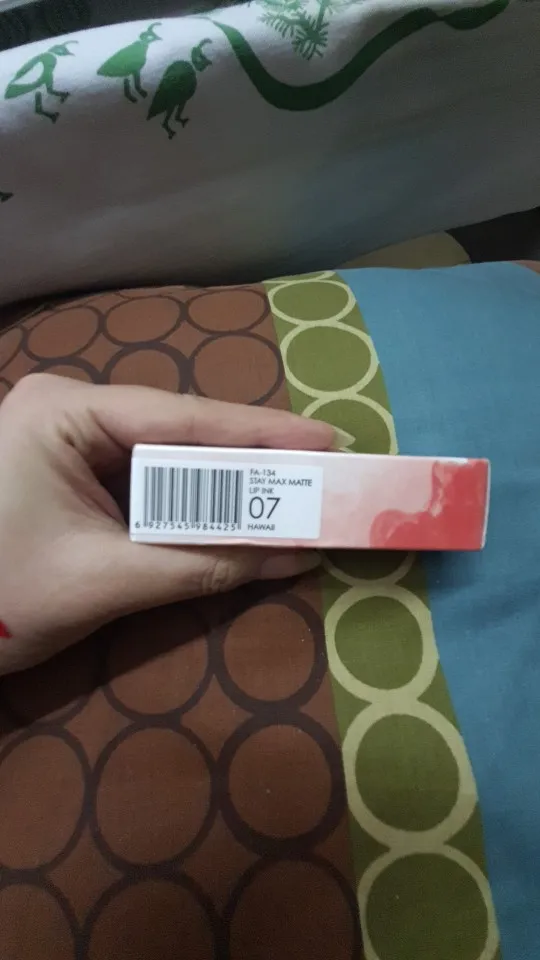 FA-134
STAY MAX MATTE
LIP INK
07
HAWAII
6 927545 984425